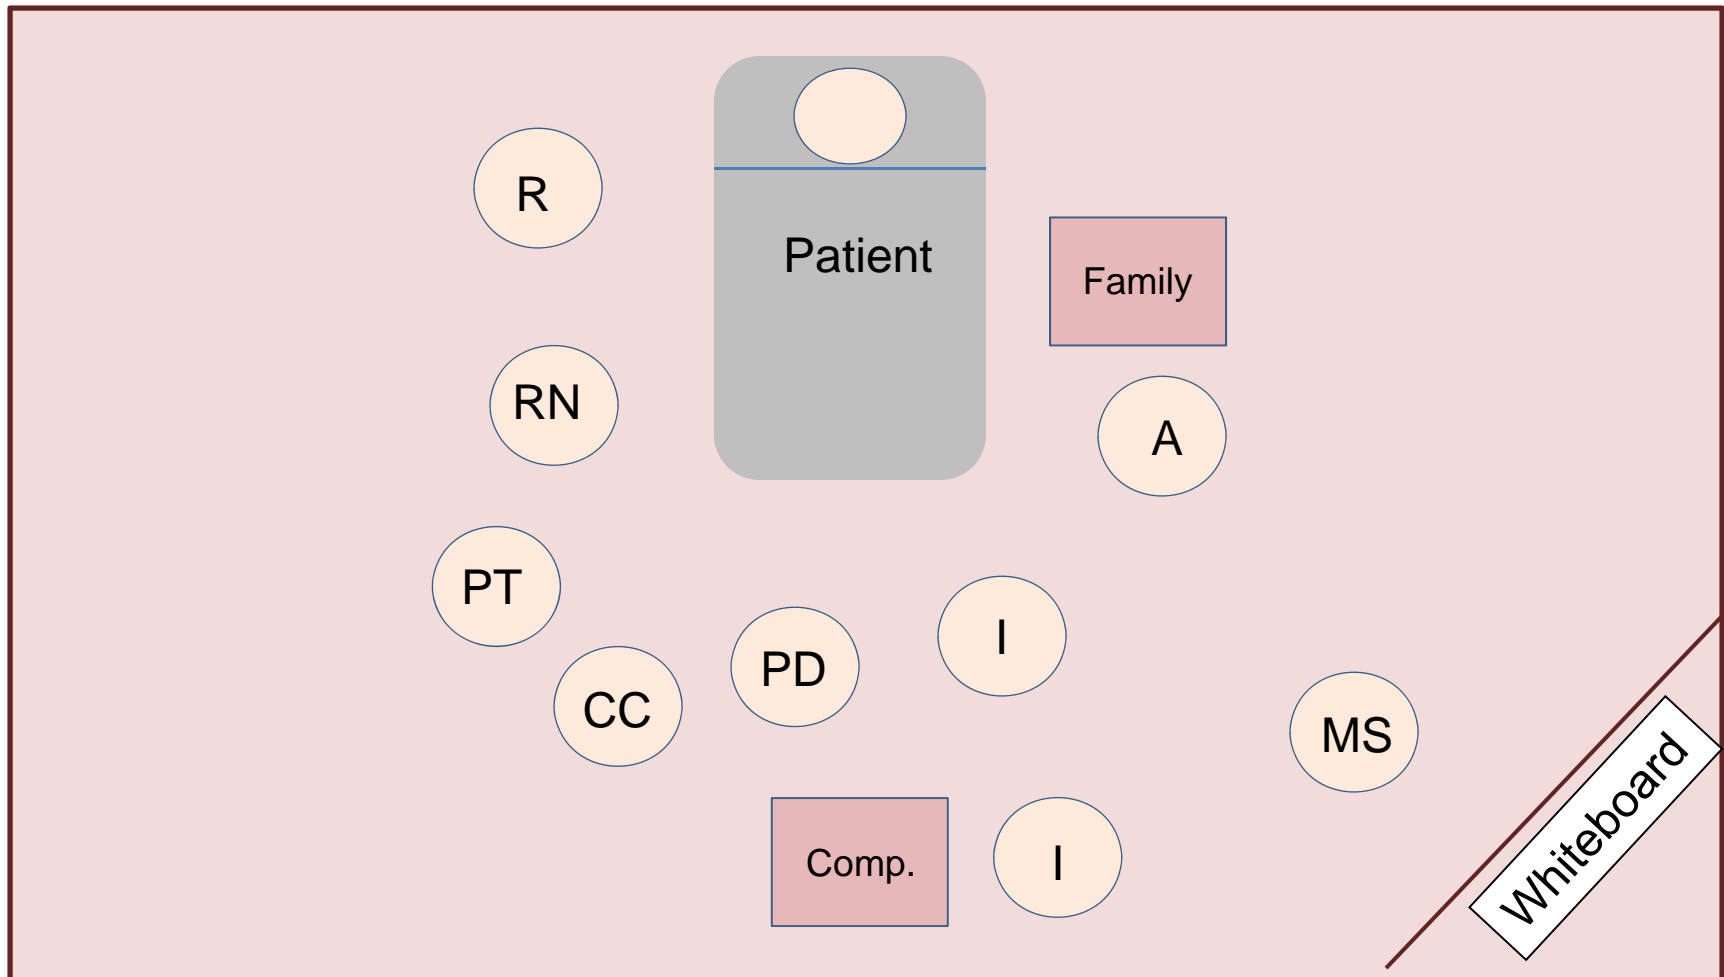 R
Patient
Family
RN
A
PT
I
PD
CC
MS
Whiteboard
Comp.
I